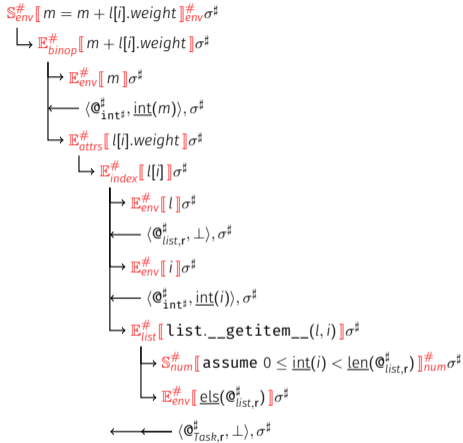 𝕊#env⟦ m = m + l[i].weight ⟧#env σ♯
𝔼#binop⟦ m + l[i].weight ⟧σ♯
𝔼#env⟦ m ⟧σ♯
⟨@♯int♯, int(m)⟩, σ♯
𝔼#attrs⟦ l[i].weight ⟧σ♯
𝔼#index⟦ l[i] ⟧σ♯
𝔼#env⟦ l ⟧σ♯
⟨@♯list,r, ⊥⟩, σ♯
𝔼#env⟦ i ⟧σ♯
⟨@♯int♯, int(i)⟩, σ♯
𝔼#list⟦ list.__getitem__(l, i) ⟧σ♯
𝕊#num⟦ assume 0 ≤ int(i) < len(@♯list,r) ⟧#num σ♯
𝔼#env⟦ els(@♯list,r) ⟧σ♯
⟨@♯Task,r, ⊥⟩, σ♯